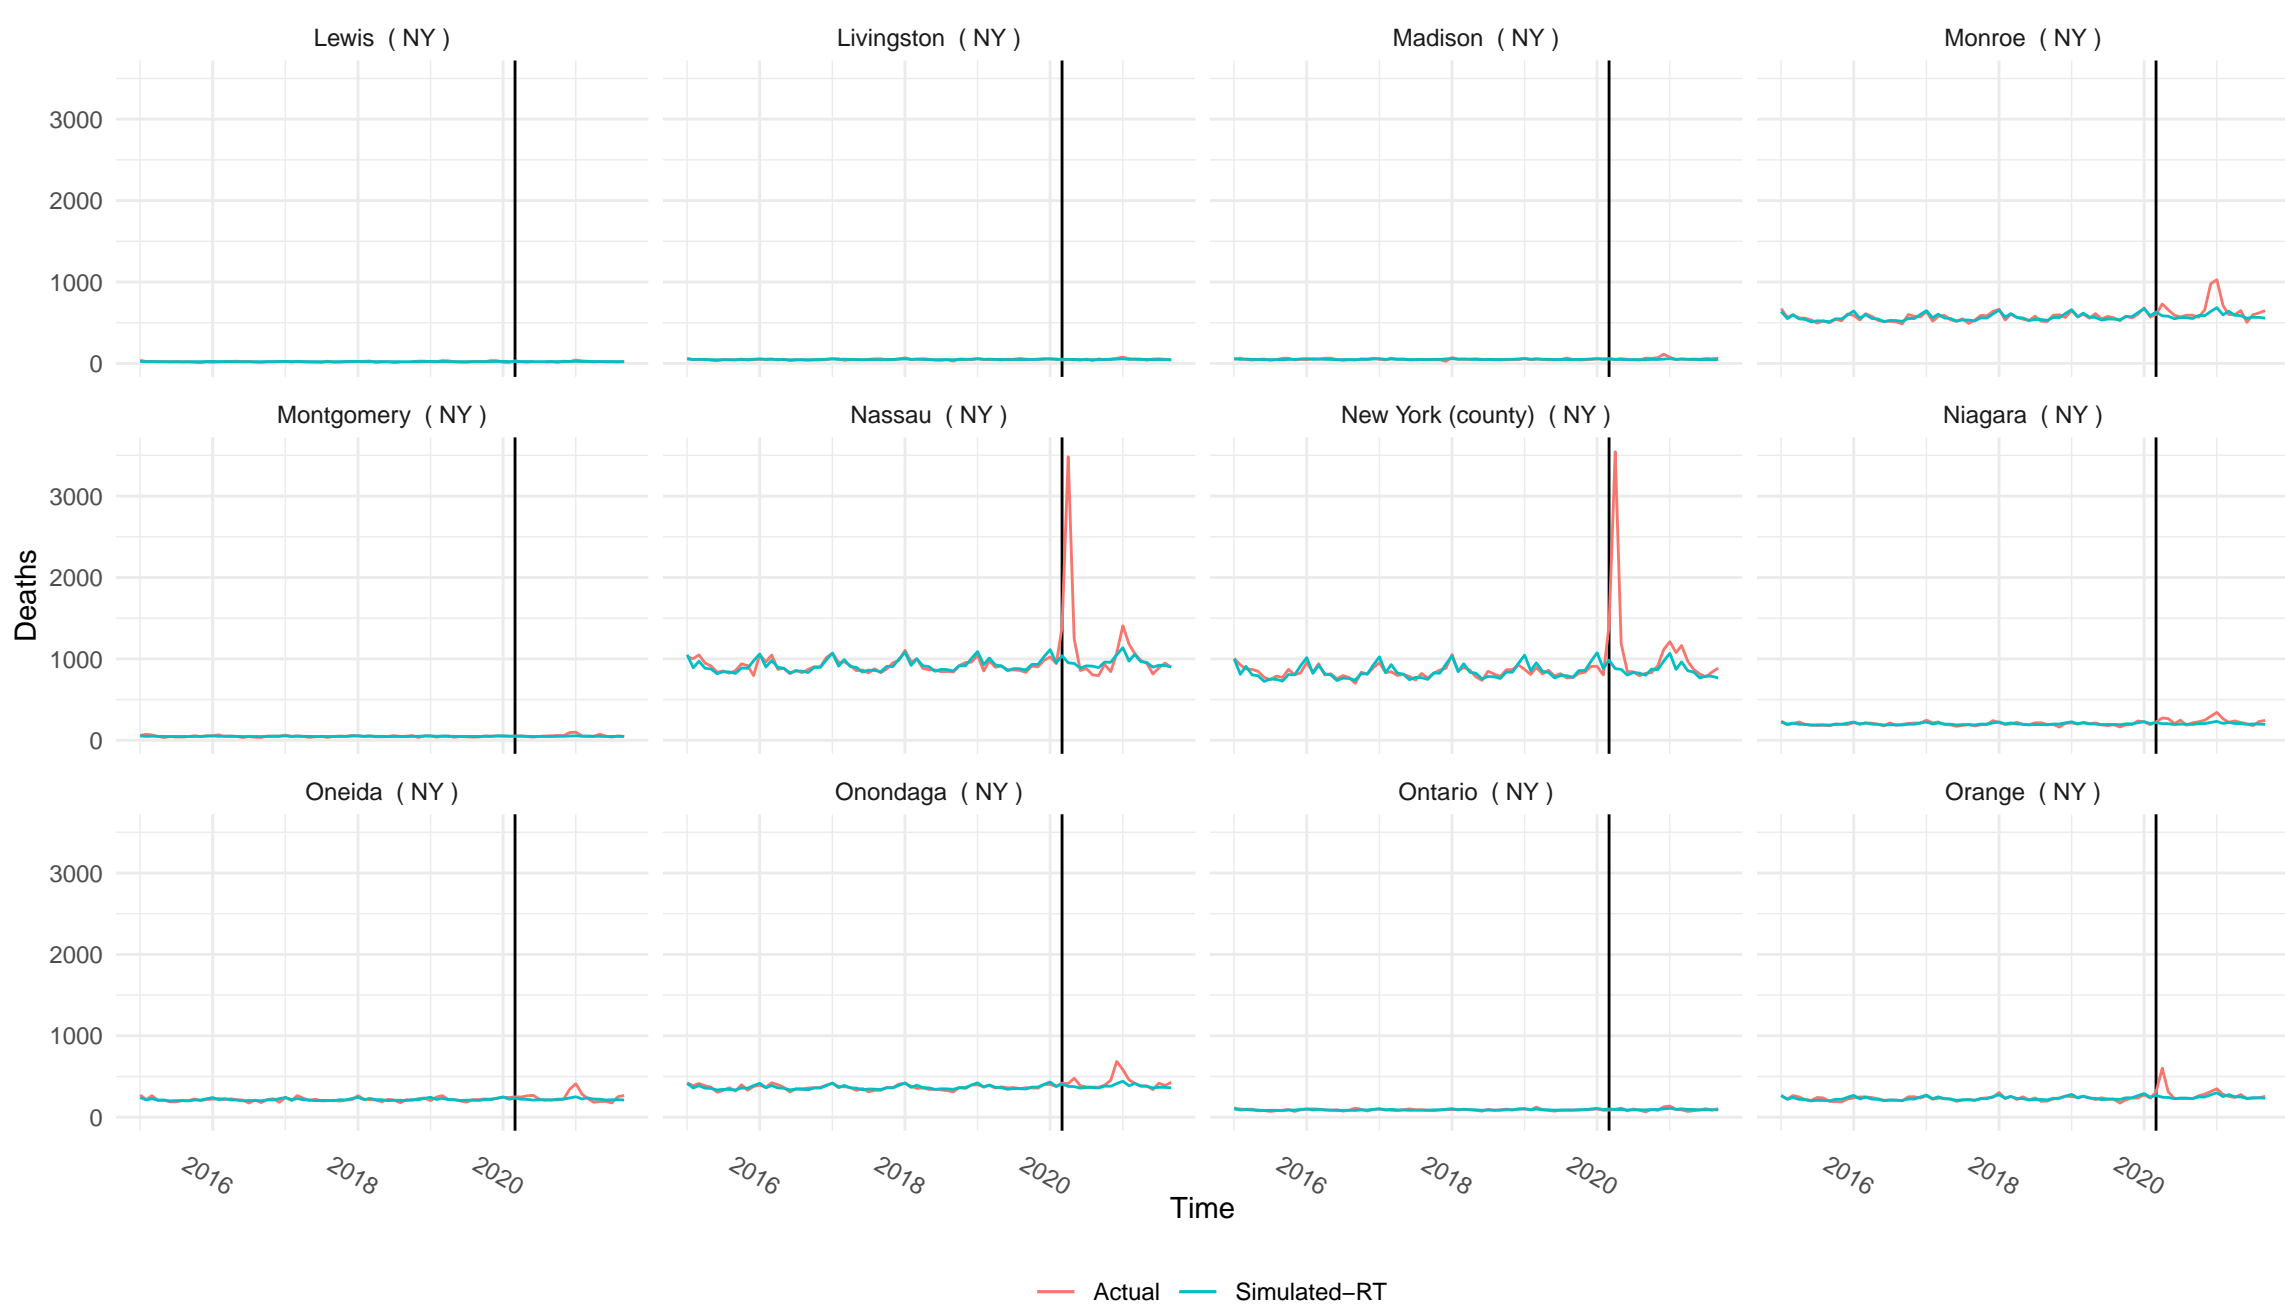 Lewis ( NY )
Livingston ( NY )
Madison ( NY )
Monroe ( NY )
3000
2000
1000
0
Montgomery ( NY )
Nassau ( NY )
New York (county) ( NY )
Niagara ( NY )
3000
2000
1000
0
Deaths
Oneida ( NY )
Onondaga ( NY )
Ontario ( NY )
Orange ( NY )
3000
2000
1000
0
2016 2018 2020
2016 2018 2020
2016 2018 2020
2016 2018 2020
Time
Actual
Simulated−RT